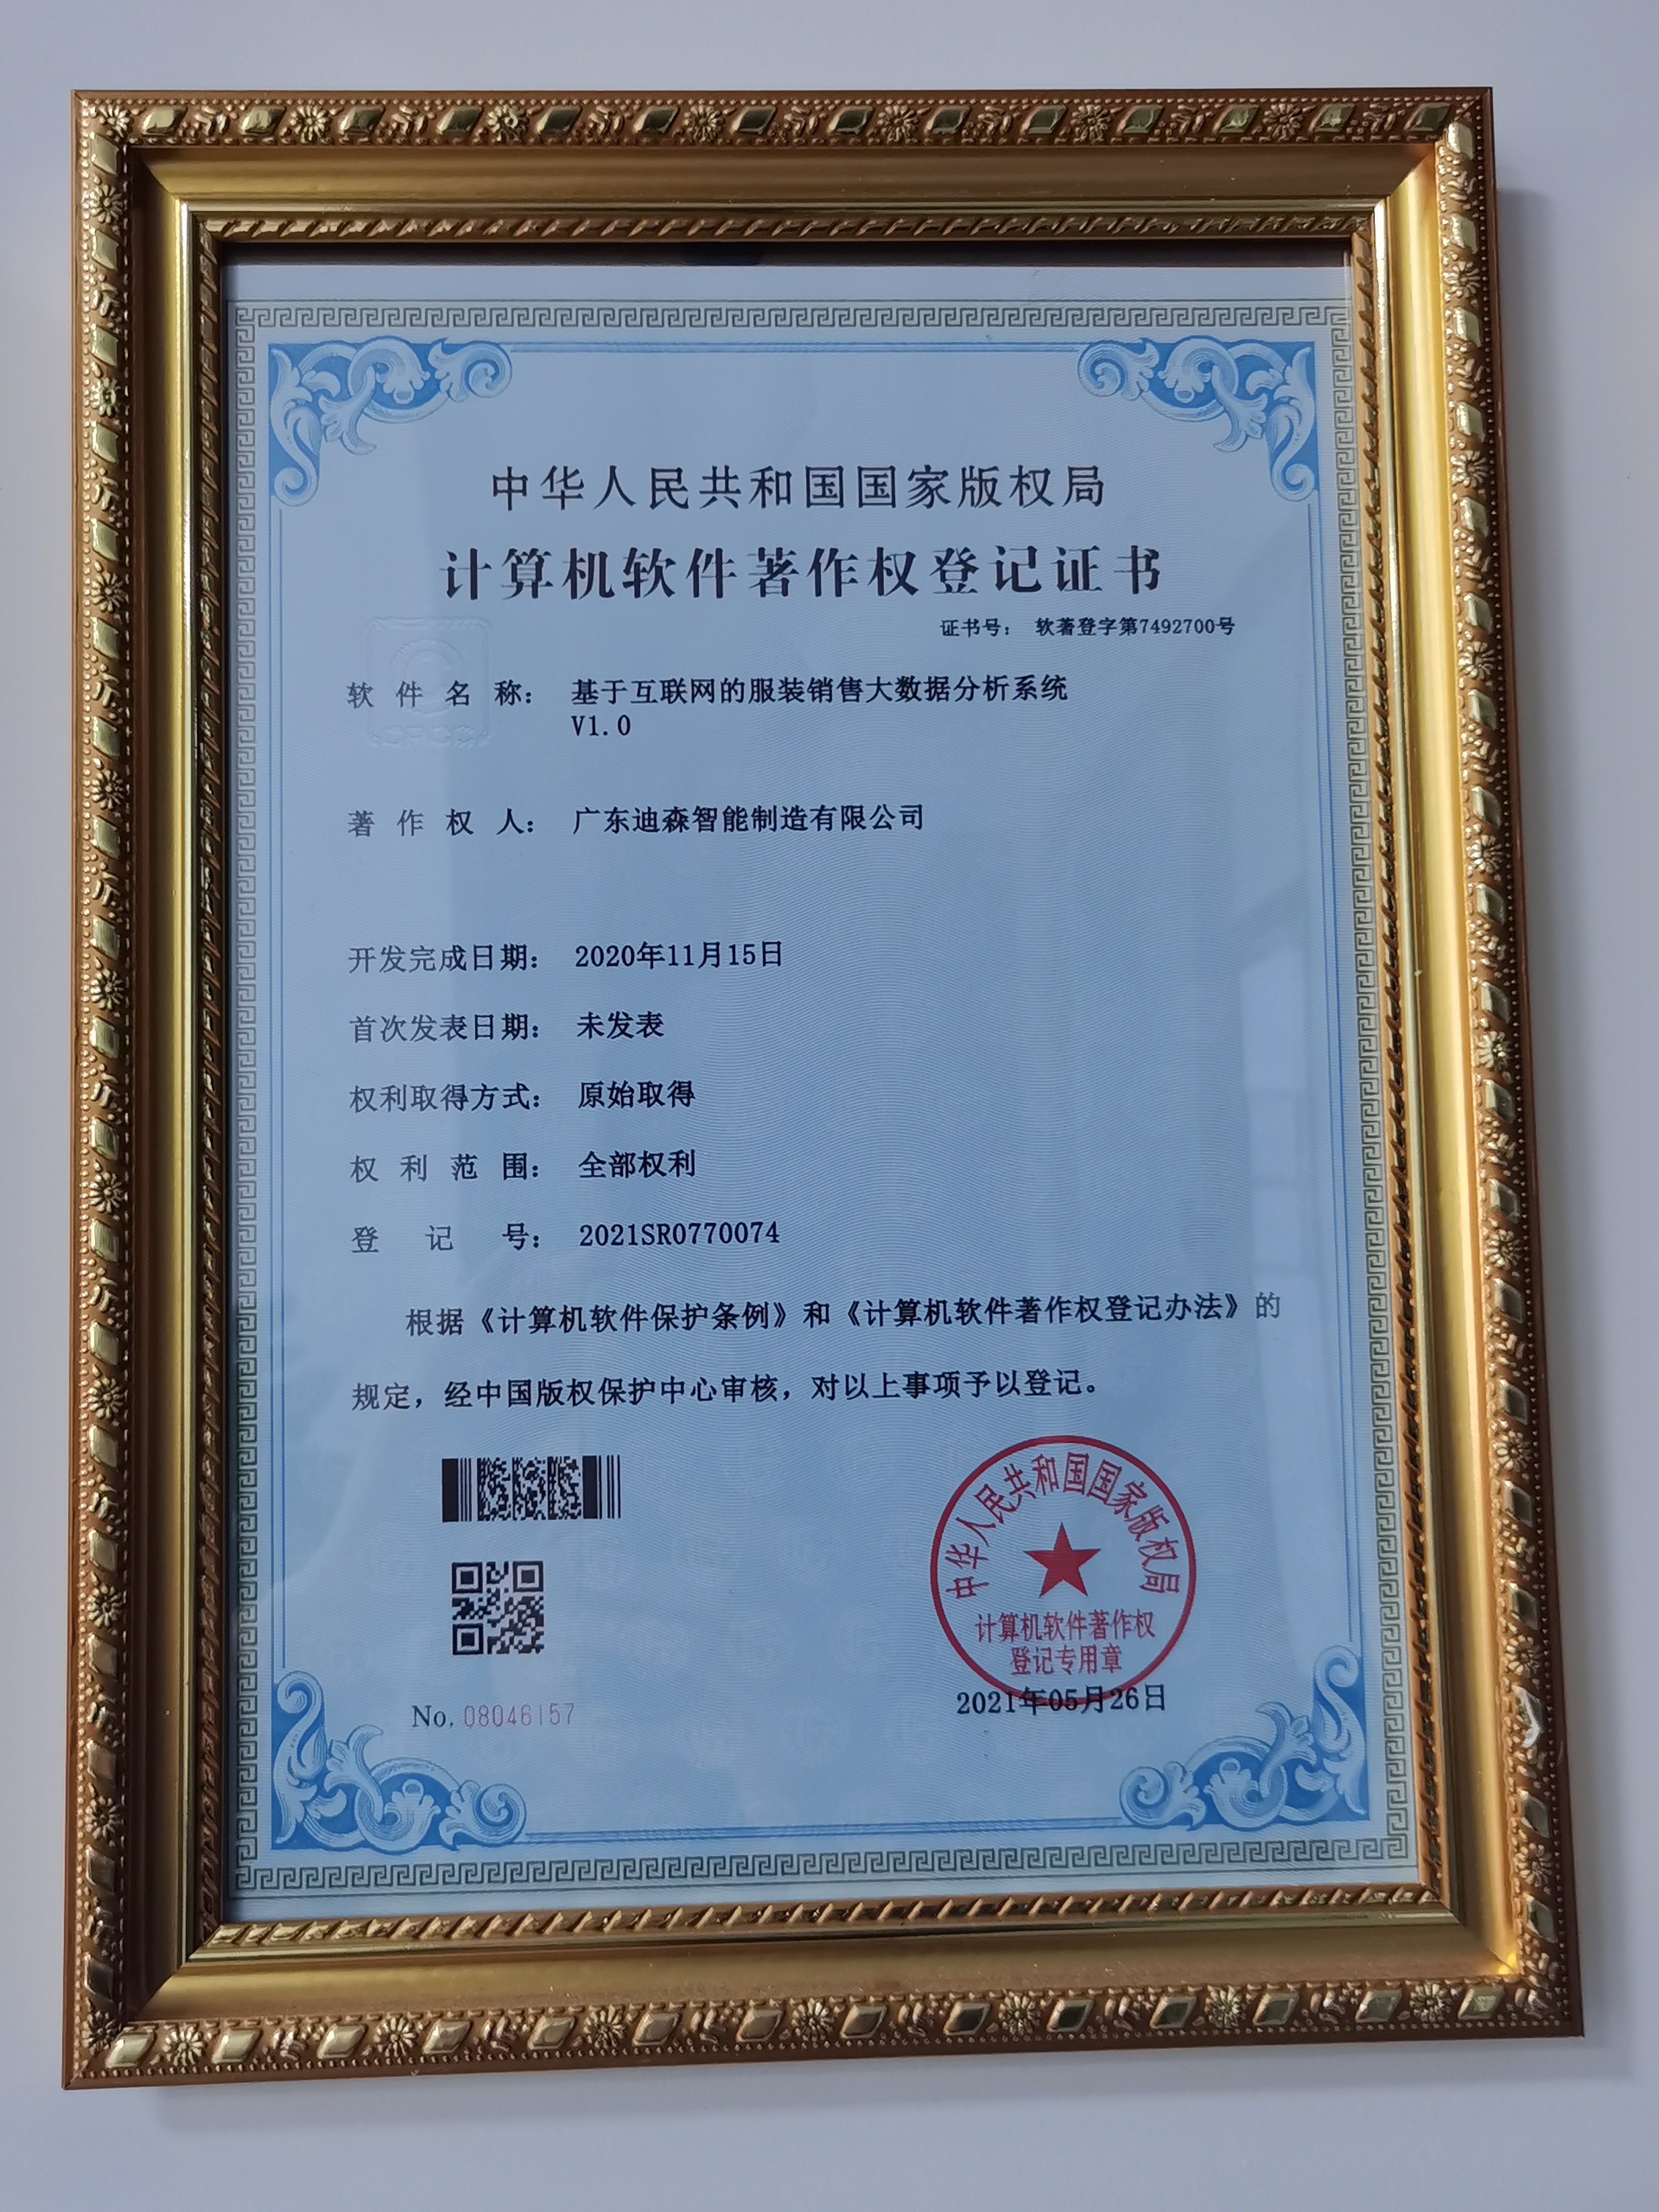 中华人民共和国国家版权局
计算机软件著作权登记证书
证书号： 软著登字第7492700号
软件名称： 基于互联网的服装销售大数据分析系统
V1.0
著作权人： 广东迪森智能制造有限公司
开发完成日期： 2020年11月15日
首次发表日期： 未发表
权利取得方式： 原始取得
权利范围： 全部权利
登记号： 2021SR0770074
根据《计算机软件保护条例》和《计算机软件著作权登记办法》的
规定，经中国版权保护中心审核，对以上事项予以登记。
中华人民共和国国家版权局
计算机软件著作权
登记专用章
No. 08046157
2021年05月26日